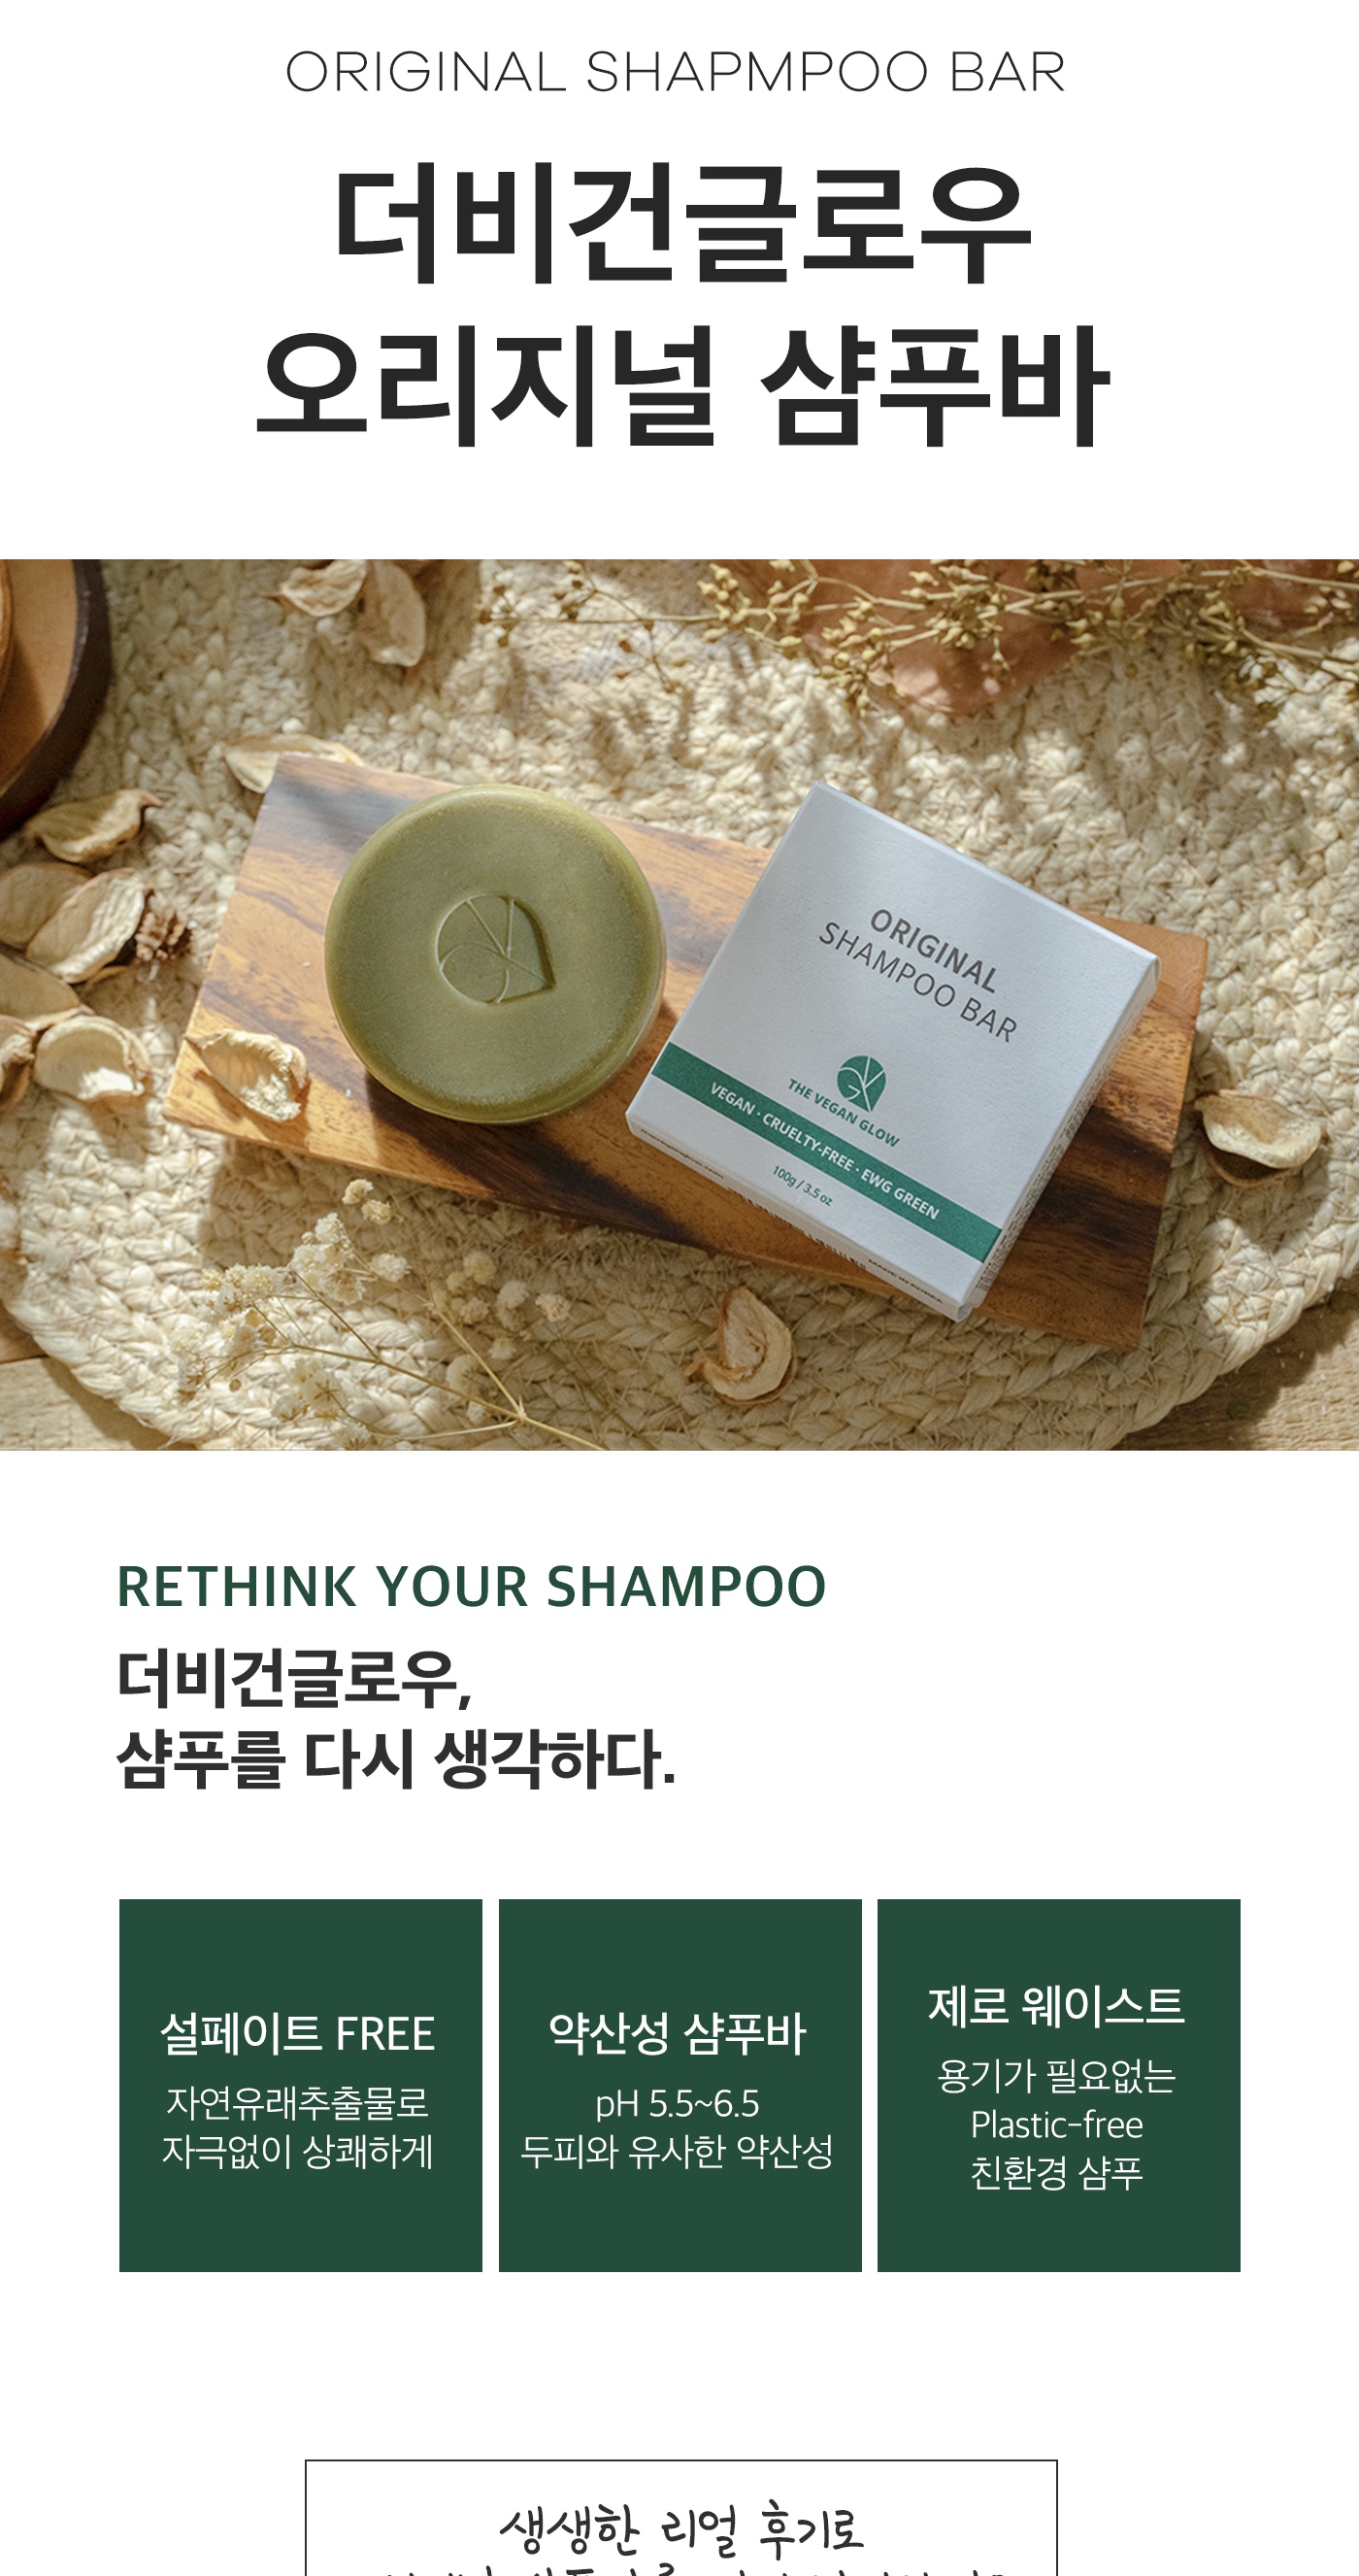 ORIGINAL SHAPMPOO BAR
더비건글로우
오리지널 샴푸바
ORIGINAL
SHAMPOO BAR
THE VEGAN GLOW
VEGAN · CRUELTY-FREE · EWG GREEN
100g / 3.5 oz
MADE IN KOREA
RETHINK YOUR SHAMPOO
더비건글로우,
샴푸를 다시 생각하다.
설페이트 FREE
자연유래추출물로
자극없이 상쾌하게
약산성 샴푸바
pH 5.5~6.5
두피와 유사한 약산성
제로 웨이스트
용기가 필요없는
Plastic-free
친환경 샴푸
생생한 리얼 후기로